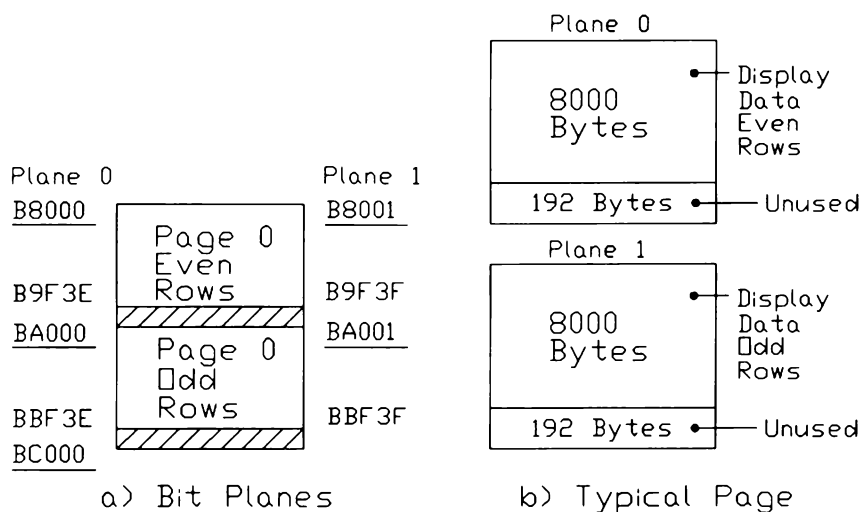 Plane 0
Plane 1
B8000
B8001
Page 0
Even
Rows
B9F3E
B9F3F
BA000
BA001
Page 0
Odd
Rows
BBF3E
BBF3F
BC000
a) Bit Planes
Plane 0
8000
Bytes
Display
Data
Even
Rows
192 Bytes
Unused
Plane 1
8000
Bytes
Display
Data
Odd
Rows
192 Bytes
Unused
b) Typical Page